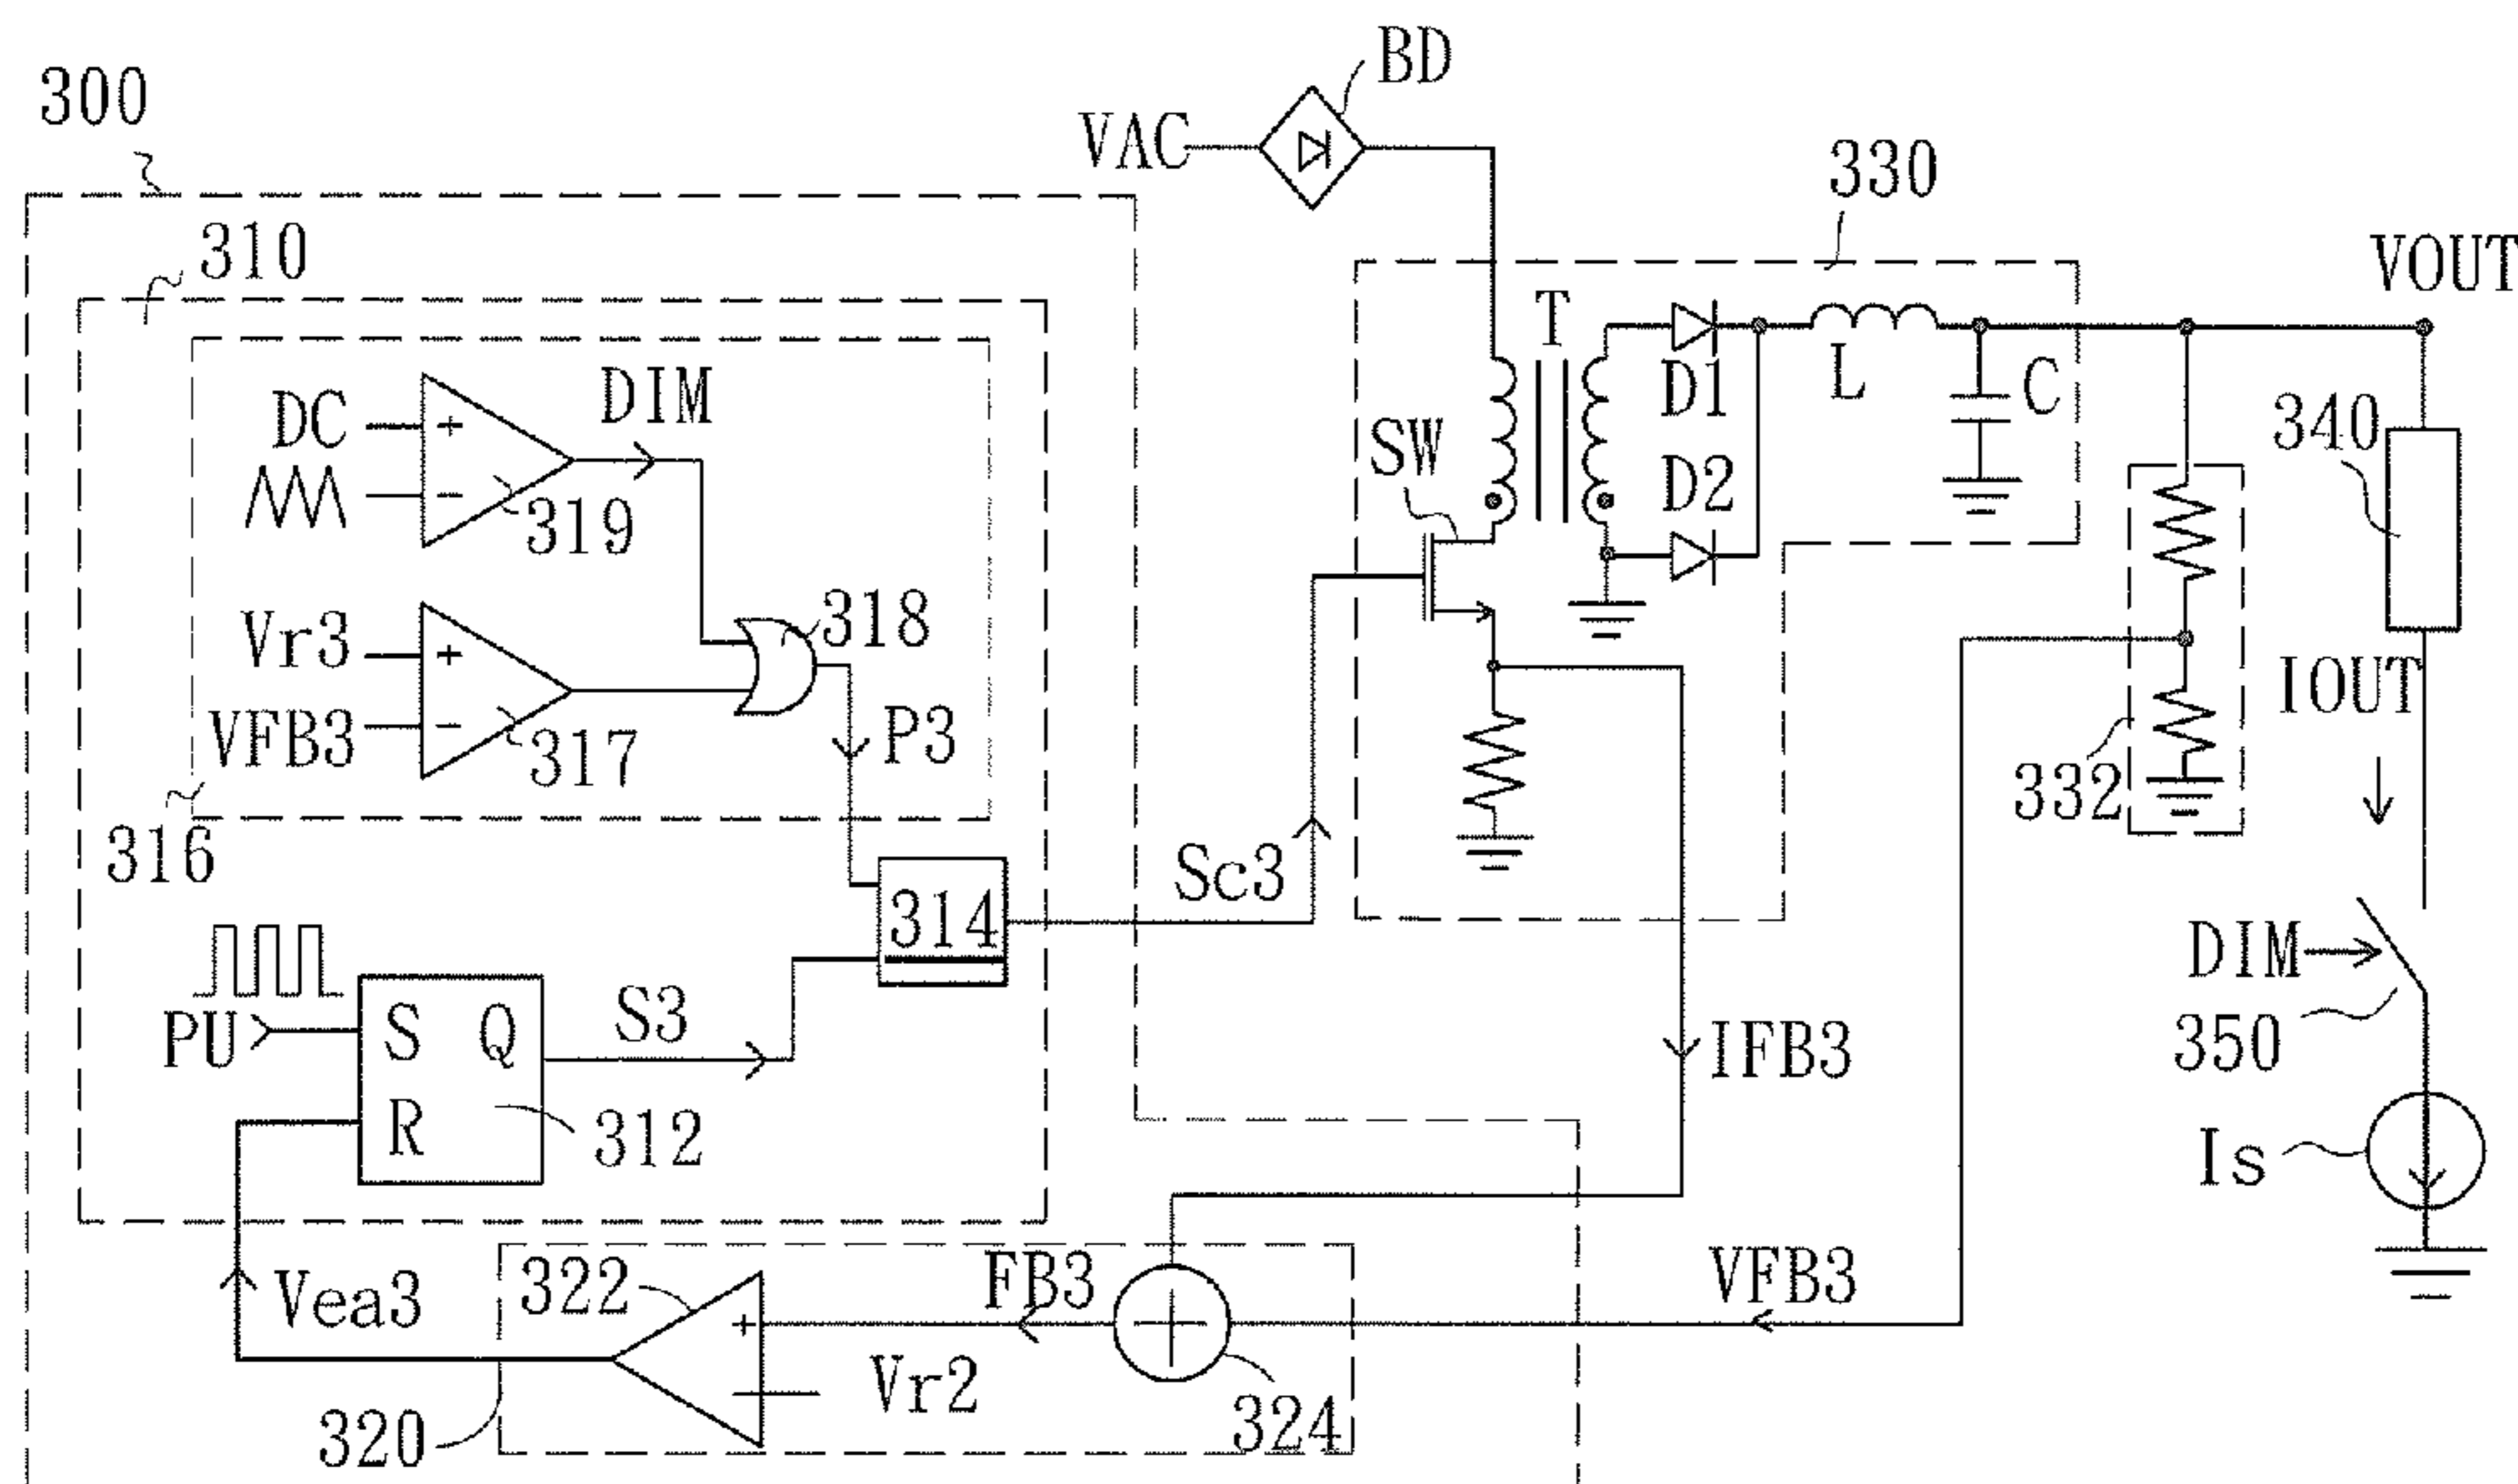 BD
300
VAC
330
310
VOUT
T
DIM
DC
+
−
319
D1
L
C
340
SW
D2
Vr3
+
318
VFB3
−
317
P3
IOUT
332
316
Sc3
314
DIM
PU
S Q
S3
350
R
312
IFB3
Is
Vea3
322
FB3
VFB3
+
Vr2
320
324